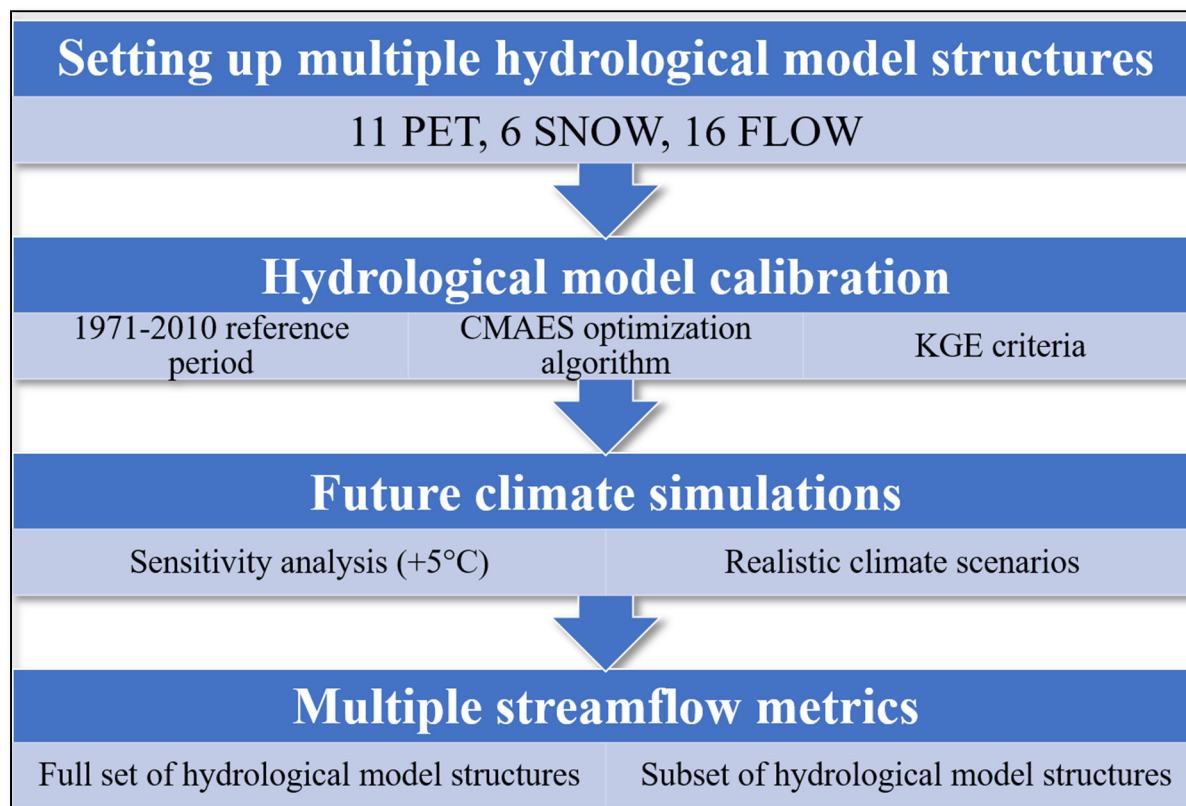 Setting up multiple hydrological model structures
11 PET, 6 SNOW, 16 FLOW
Hydrological model calibration
1971-2010 reference
period
CMAES optimization
algorithm
KGE criteria
Future climate simulations
Sensitivity analysis (+5°C)
Realistic climate scenarios
Multiple streamflow metrics
Full set of hydrological model structures
Subset of hydrological model structures